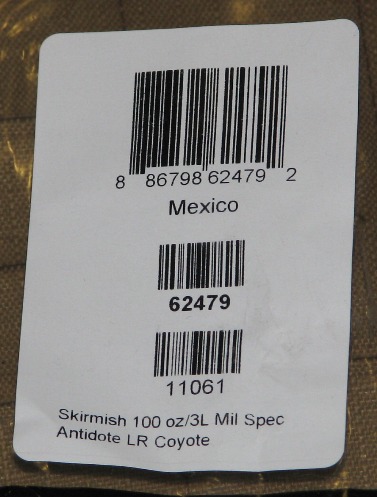 8 86798 62479 2
Mexico
62479
11061
Skirmish 100 oz/3L Mil Spec
Antidote LR Coyote